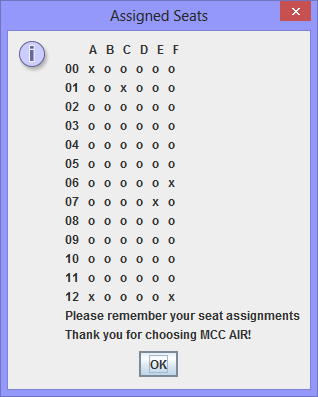 Assigned Seats
A B C D E F
00 x o o o o o
01 o o x o o o
02 o o o o o o
03 o o o o o o
04 o o o o o o
05 o o o o o o
06 o o o o o x
07 o o o o x o
08 o o o o o o
09 o o o o o o
10 o o o o o o
11 o o o o o o
12 x o o o o x
Please remember your seat assignments
Thank you for choosing MCC AIR!
OK